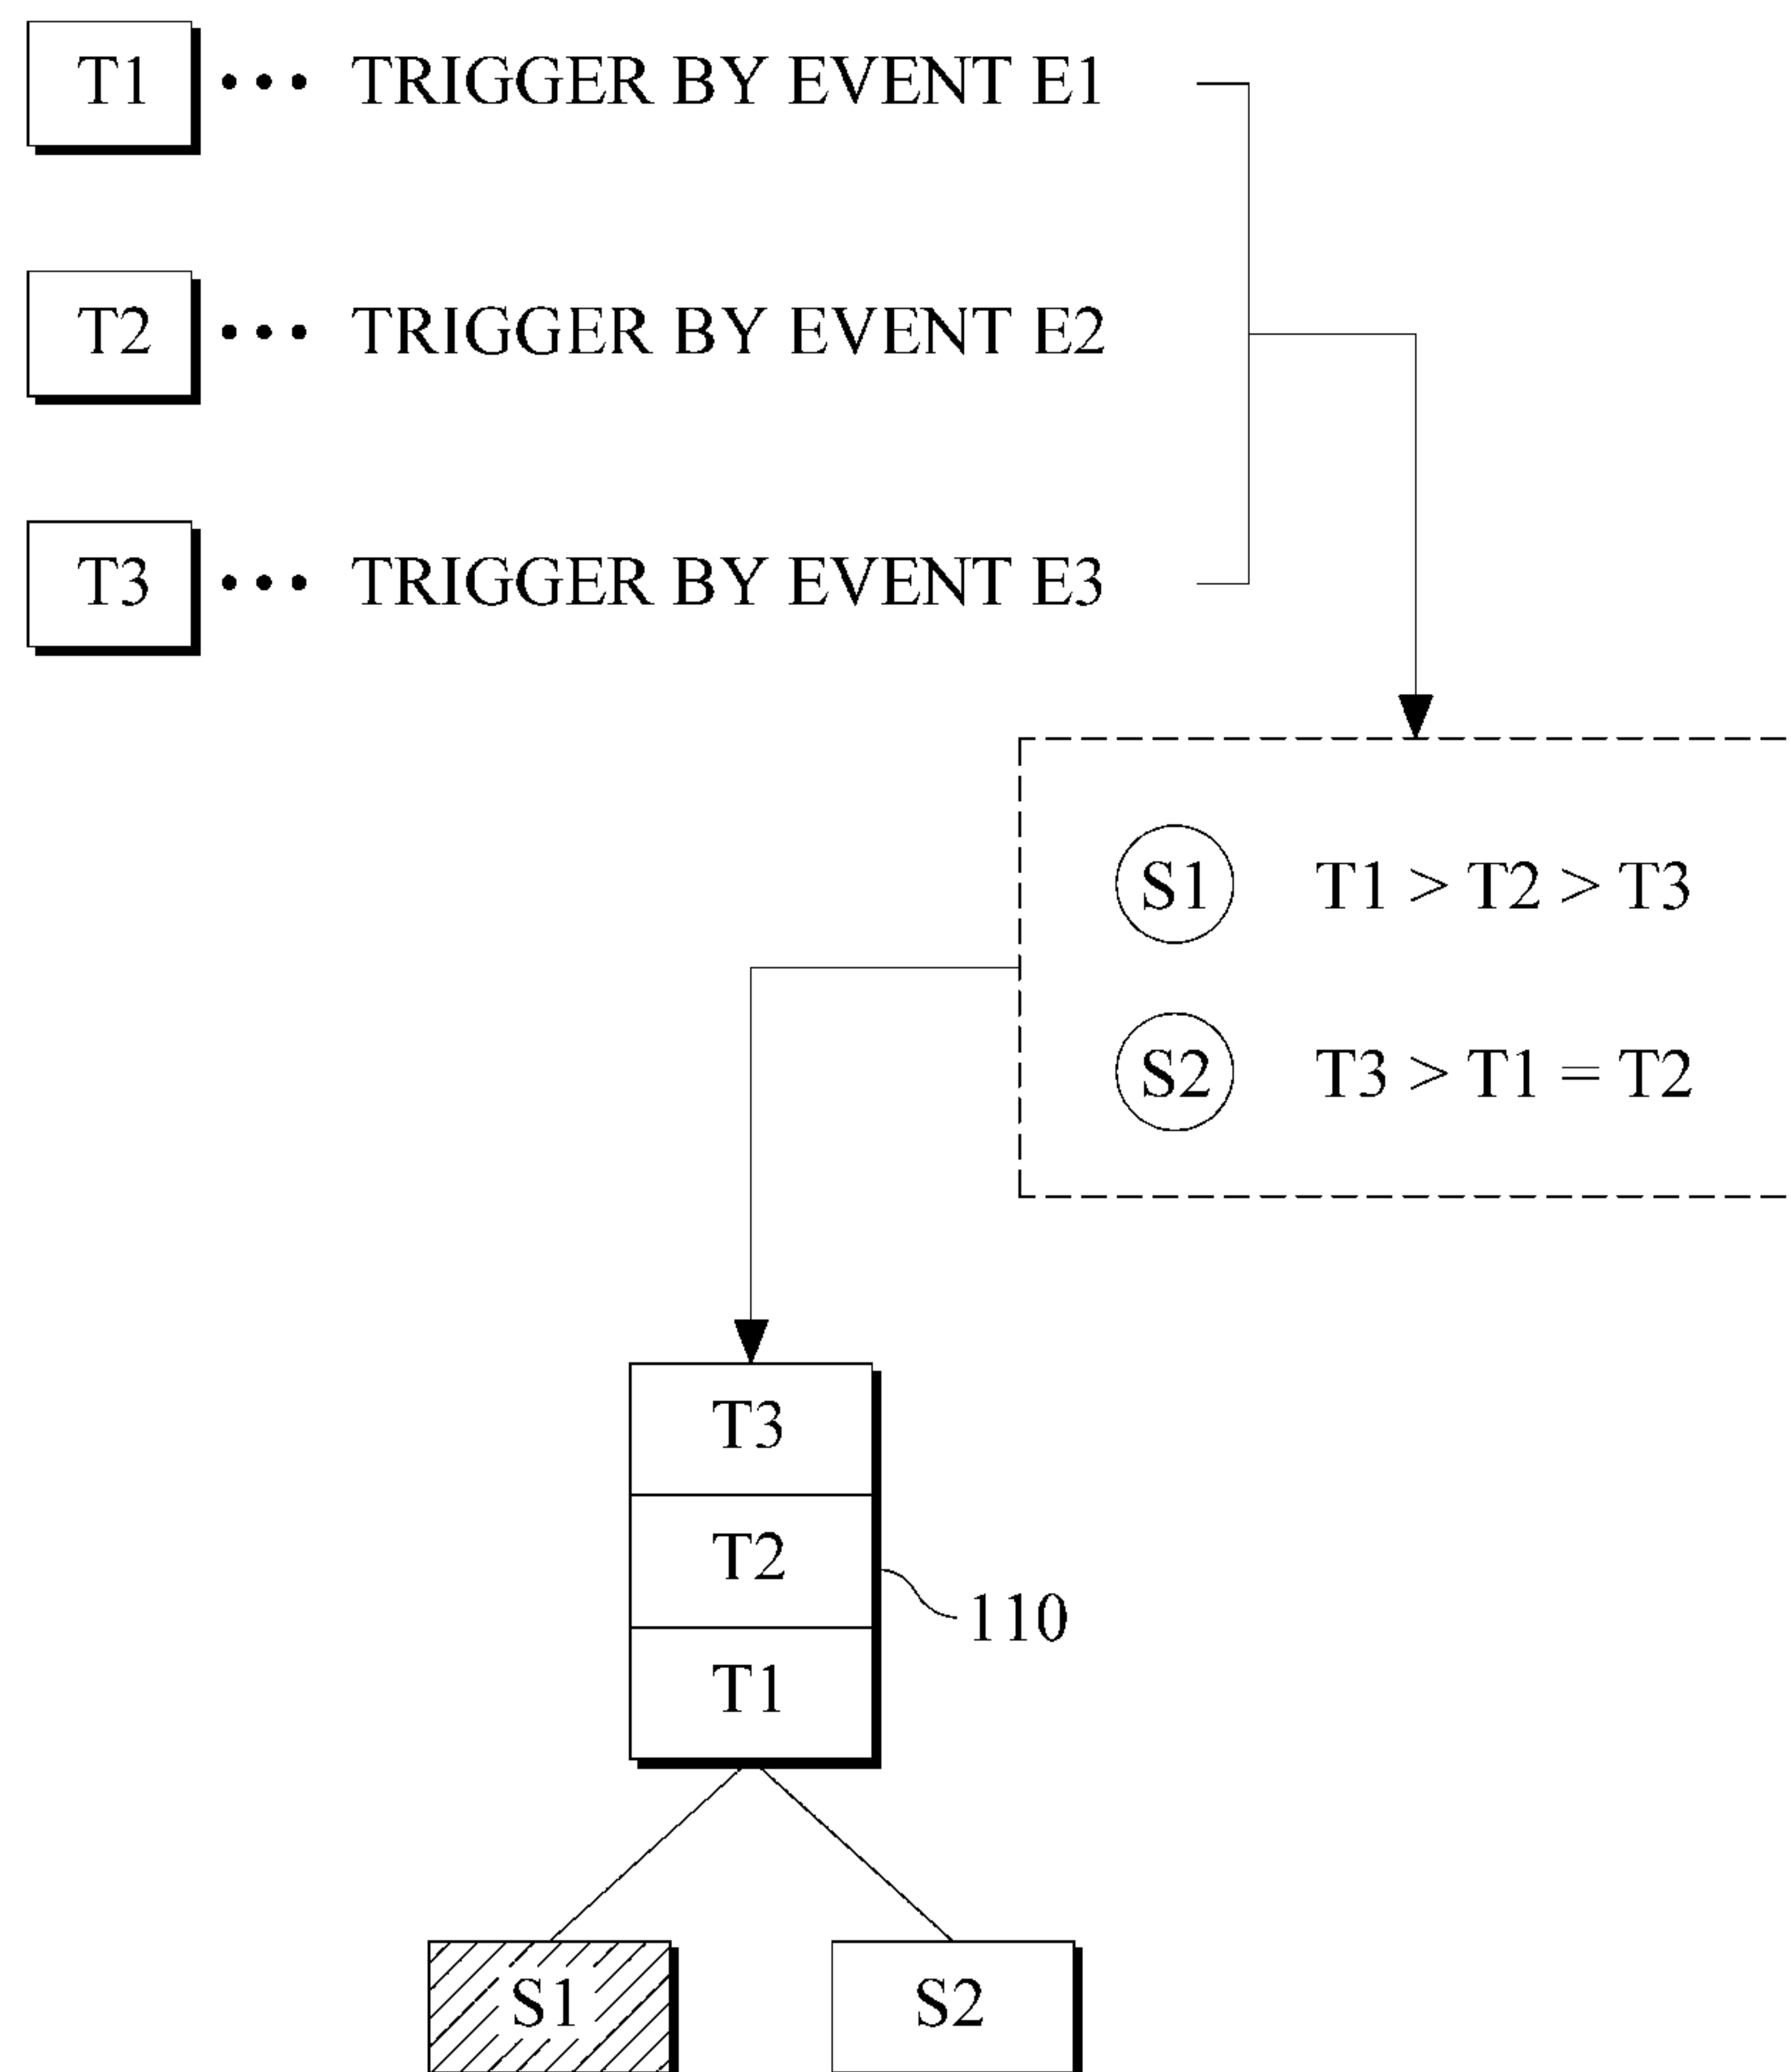 T1 ••• TRIGGER BY EVENT E1
T2 ••• TRIGGER BY EVENT E2
T3 ••• TRIGGER BY EVENT E3
S1 T1 > T2 > T3
S2 T3 > T1 = T2
T3
T2
110
T1
S1 S2